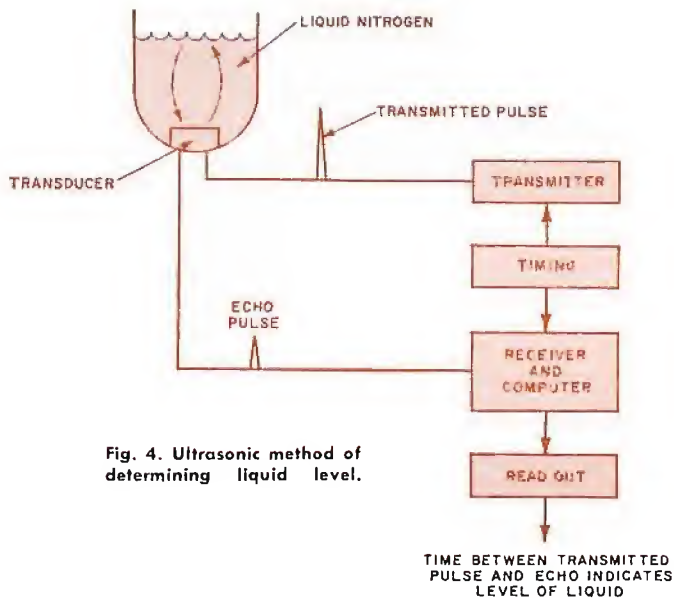 LIQUID NITROGEN
TRANSMITTED PULSE
TRANSDUCER
TRANSMITTER
TIMING
ECHO
PULSE
RECEIVER
AND
COMPUTER
Fig. 4. Ultrasonic method of
determining liquid level.
READ OUT
TIME BETWEEN TRANSMITTED
PULSE AND ECHO INDICATES
LEVEL OF LIQUID